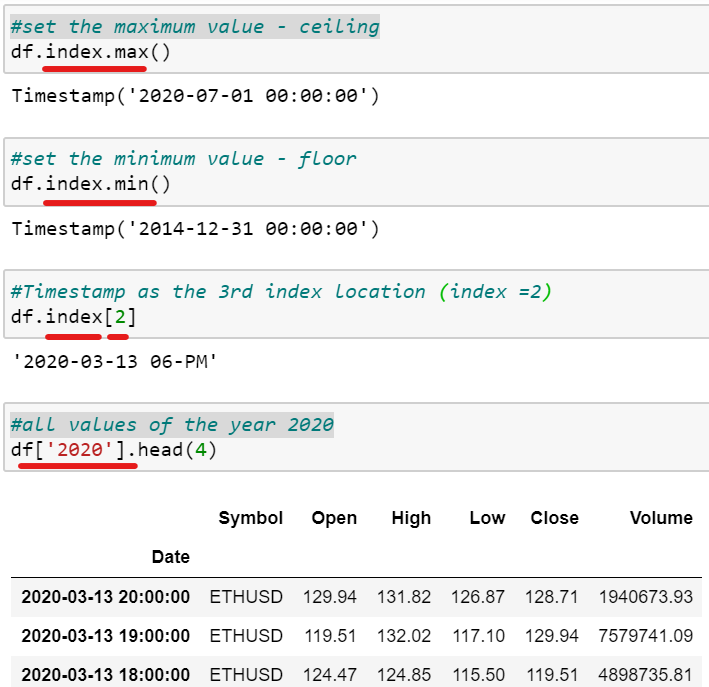 #set the maximum value - ceiling
df.index.max()
Timestamp('2020-07-01 00:00:00')
#set the minimum value - floor
df.index.min()
Timestamp('2014-12-31 00:00:00')
#Timestamp as the 3rd index location (index =2)
df.index[2]
'2020-03-13 06-PM'
#all values of the year 2020
df['2020'].head(4)
Symbol Open High Low Close Volume
Date
2020-03-13 20:00:00 ETHUSD 129.94 131.82 126.87 128.71 1940673.93
2020-03-13 19:00:00 ETHUSD 119.51 132.02 117.10 129.94 7579741.09
2020-03-13 18:00:00 ETHUSD 124.47 124.85 115.50 119.51 4898735.81